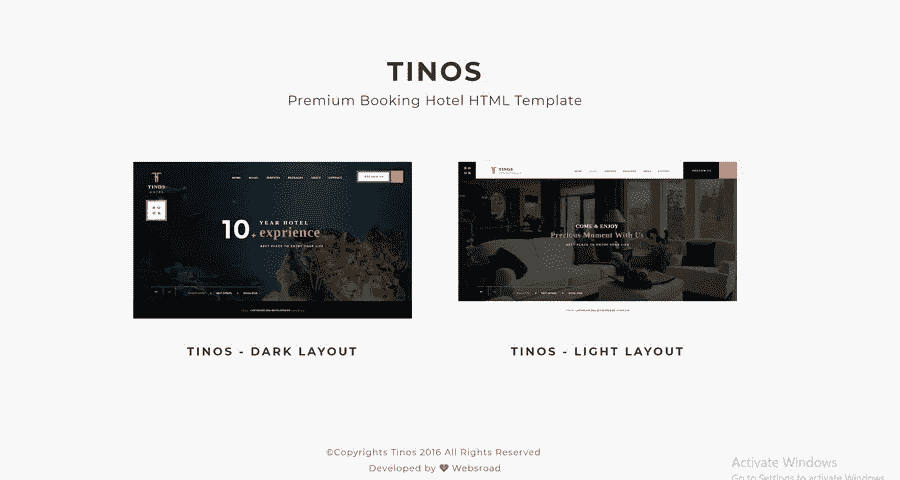 TINOS
Premium Booking Hotel HTML Template
TINOS
10+ YEAR HOTEL
exprience
BEST PLACE TO ENJOY YOUR LIFE
TINOS
COME & ENJOY
Precious Moment With Us
BEST PLACE TO ENJOY YOUR LIFE
TINOS - DARK LAYOUT
TINOS - LIGHT LAYOUT
©Copyrights Tinos 2016 All Rights Reserved
Developed by Websroad
Activate Windows
Go to Settings to activate Windows